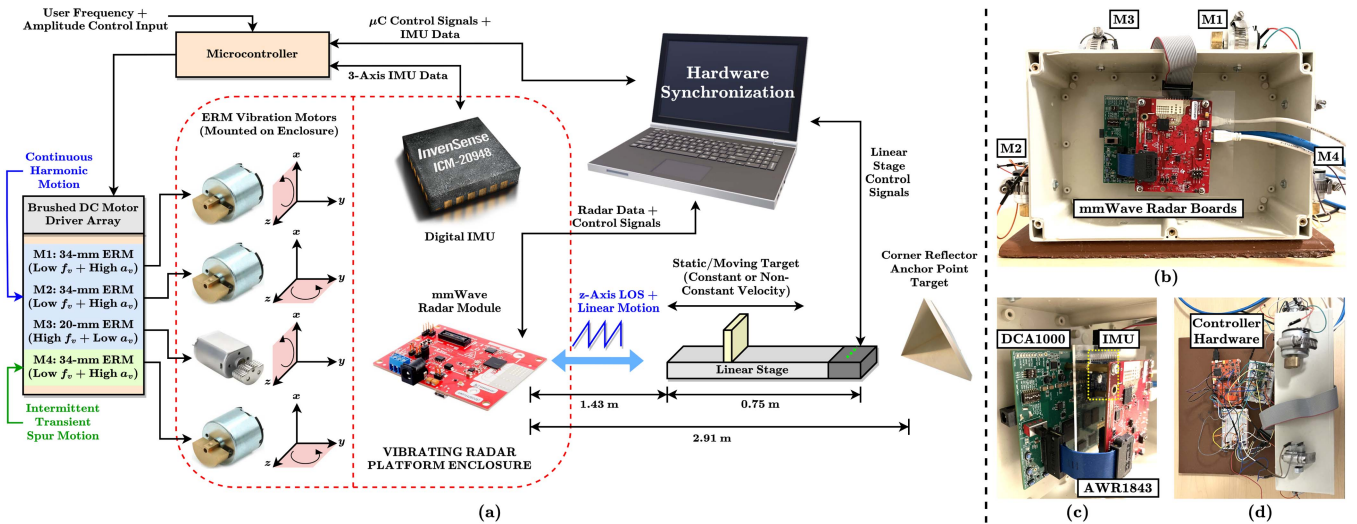 User Frequency +
Amplitude Control Input
Microcontroller
μC Control Signals +
IMU Data
3-Axis IMU Data
Hardware
Synchronization
ERM Vibration Motors
(Mounted on Enclosure)
InvenSense
ICM-20948
Digital IMU
Continuous
Harmonic
Motion
Brushed DC Motor
Driver Array
M1: 34-mm ERM
(Low fᵥ + High aᵥ)
M2: 34-mm ERM
(Low fᵥ + High aᵥ)
M3: 20-mm ERM
(High fᵥ + Low aᵥ)
M4: 34-mm ERM
(Low fᵥ + High aᵥ)
Intermittent
Transient
Spur Motion
x
y
z
x
y
z
x
y
z
x
y
z
Radar Data +
Control Signals
Linear
Stage
Control
Signals
mmWave
Radar Module
z-Axis LOS +
Linear Motion
Static/Moving Target
(Constant or Non-
Constant Velocity)
Corner Reflector
Anchor Point
Target
Linear Stage
1.43 m
0.75 m
2.91 m
VIBRATING RADAR
PLATFORM ENCLOSURE
(a)
M3
M1
M2
M4
mmWave Radar Boards
(b)
DCA1000
IMU
AWR1843
(c)
Controller
Hardware
(d)